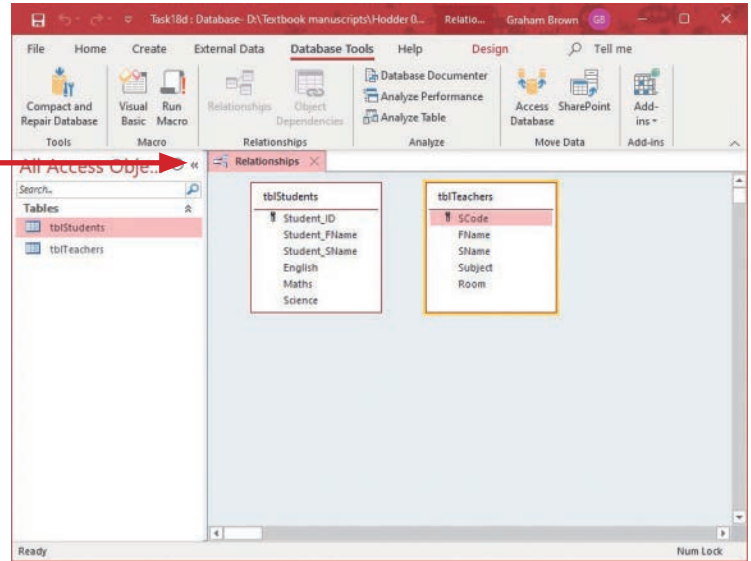 Task18d : Database- D:\Textbook manuscripts\Hodder 0... Relatio... Graham Brown GB
File Home Create External Data Database Tools Help Design Tell me
Compact and Repair Database
Visual Basic
Run Macro
Relationships
Object Dependencies
Database Documenter
Analyze Performance
Analyze Table
Access Database
SharePoint
Add-ins
Tools Macro Relationships Analyze Move Data Add-ins
All Access Obje... «
Relationships ×
Search..
Tables
tblStudents
tblTeachers
tblStudents
Student_ID
Student_FName
Student_SName
English
Maths
Science
tblTeachers
SCode
FName
SName
Subject
Room
Ready Num Lock